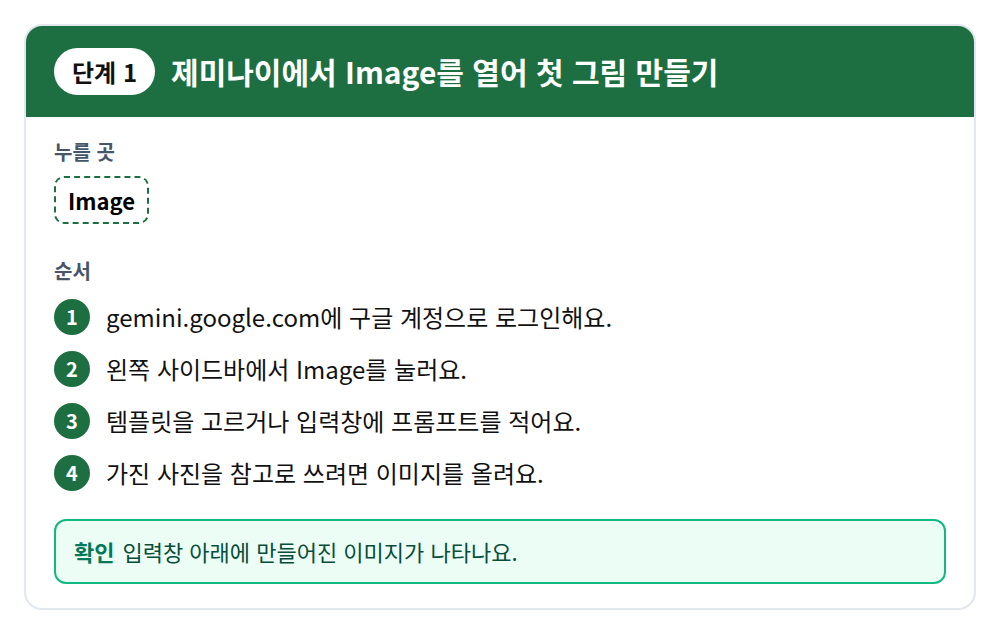 단계 1 제미나이에서 Image를 열어 첫 그림 만들기
누를 곳
Image
순서
1 gemini.google.com에 구글 계정으로 로그인해요.
2 왼쪽 사이드바에서 Image를 눌러요.
3 템플릿을 고르거나 입력창에 프롬프트를 적어요.
4 가진 사진을 참고로 쓰려면 이미지를 올려요.
확인 입력창 아래에 만들어진 이미지가 나타나요.